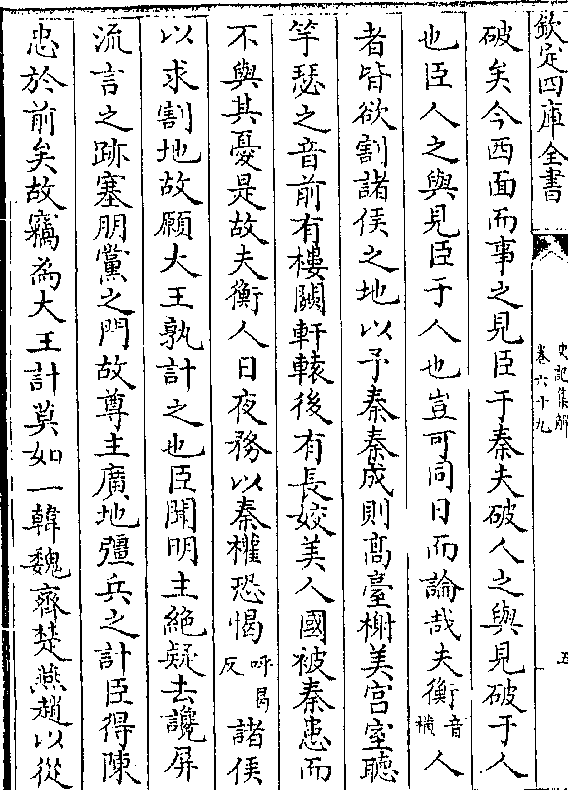 欽定四庫全書
史記集解
卷六十九
五
破矣今西面而事之見臣于秦夫破人之與見破于人
也臣人之與見臣于人也豈可同日而論哉夫衡音橫人
者皆欲割諸侯之地以予秦秦成則髙臺榭美宫室聽
竽瑟之音前有樓闕軒轅後有長姣美人國被秦患而
不與其憂是故夫衡人日夜務以秦權恐愒呼曷反諸侯
以求割地故願大王孰計之也臣聞明主絶疑去讒屏
流言之跡塞朋黨之門故尊主廣地彊兵之計臣得陳
忠於前矣故竊為大王計莫如一韓魏齊楚燕趙以從